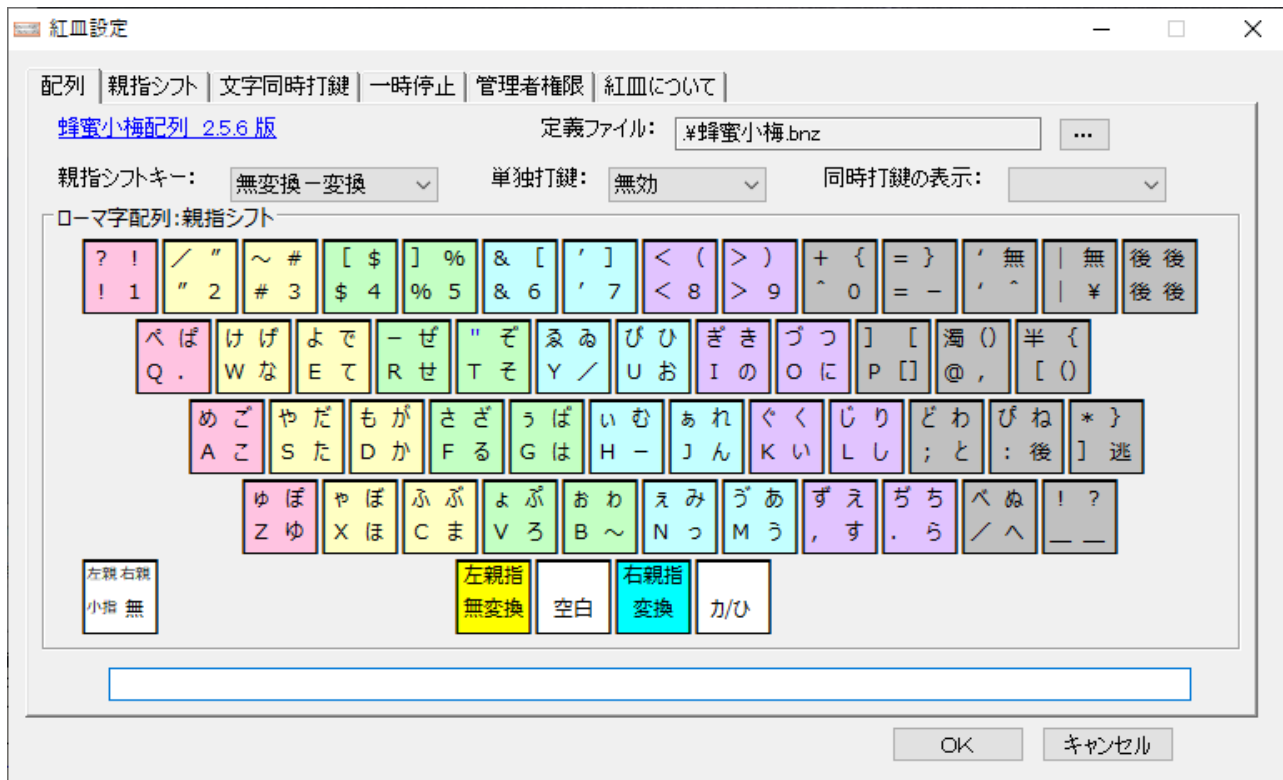 紅皿設定
配列 親指シフト 文字同時打鍵 一時停止 管理者権限 紅皿について
蜂蜜小梅配列 2.5.6 版 定義ファイル: .¥蜂蜜小梅.bnz ...
親指シフトキー: 無変換－変換 単独打鍵: 無効 同時打鍵の表示:
ローマ字配列:親指シフト
? ! ／ ” ～ # [ $ ] % & [ ’ ] < ( > ) + { = } ‘ 無 | 無 後 後
! 1 ” 2 # 3 $ 4 % 5 & 6 ’ 7 < 8 > 9 ^ 0 = － ‘ ^ | ¥ 後 後
ぺ ぱ け げ よ で － ぜ " ぞ ゑ ゐ ぴ ひ ぎ き づ つ ] [ 濁 () 半 {
Q . W な E て R せ T そ Y ／ U お I の O に P [] @ , [ ()
め ご や だ も が さ ざ ぅ ば ぃ む ぁ れ ぐ く じ り ど わ ぴ ね * }
A こ S た D か F る G は H － J ん K い L し ; と : 後 ] 逃
ゅ ぽ ゃ ぼ ふ ぶ ょ ぷ ぉ ゎ ぇ み ゔ あ ず え ぢ ち べ ぬ ! ?
Z ゆ X ほ C ま V ろ B ～ N っ M う , す . ら ／ へ _ _
左親 右親 左親指 右親指
小指 無 無変換 空白 変換 カ/ひ
OK キャンセル